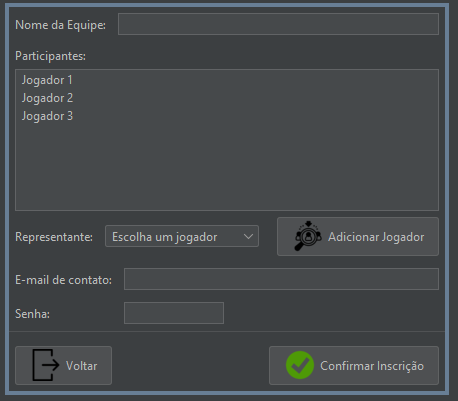 Nome da Equipe:
Participantes:
Jogador 1
Jogador 2
Jogador 3
Representante: Escolha um jogador Adicionar Jogador
E-mail de contato:
Senha:
Voltar Confirmar Inscrição